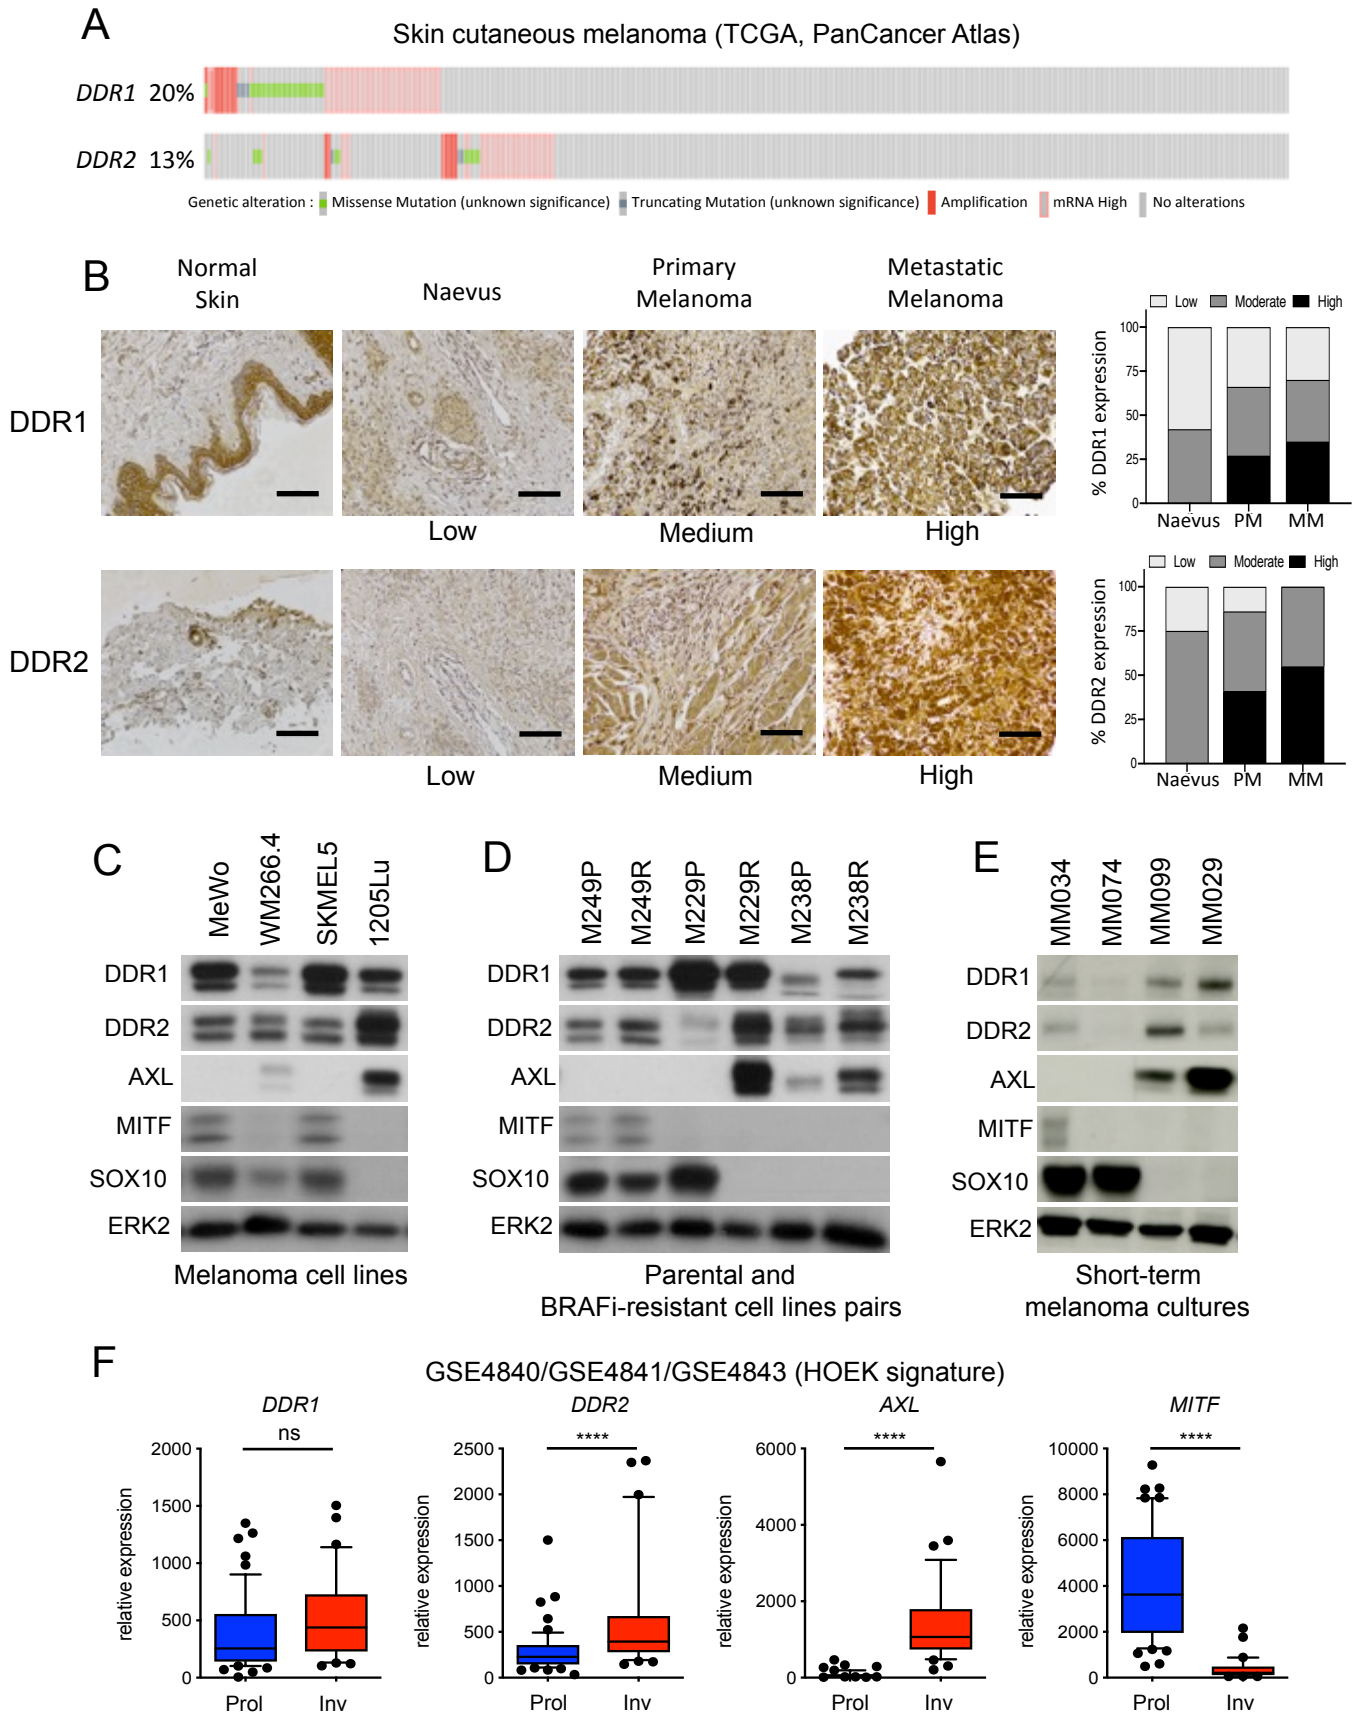 A
Skin cutaneous melanoma (TCGA, PanCancer Atlas)
DDR1 20%
DDR2 13%
Genetic alteration : Missense Mutation (unknown significance) Truncating Mutation (unknown significance) Amplification mRNA High No alterations
B
Normal Skin
Naevus
Primary Melanoma
Metastatic Melanoma
DDR1
Low
Medium
High
Low Moderate High
% DDR1 expression
100
75
50
25
0
Naevus PM MM
DDR2
Low
Medium
High
Low Moderate High
% DDR2 expression
100
75
50
25
0
Naevus PM MM
C
MeWo
WM266.4
SKMEL5
1205Lu
DDR1
DDR2
AXL
MITF
SOX10
ERK2
Melanoma cell lines
D
M249P
M249R
M229P
M229R
M238P
M238R
DDR1
DDR2
AXL
MITF
SOX10
ERK2
Parental and
BRAFi-resistant cell lines pairs
E
MM034
MM074
MM099
MM029
DDR1
DDR2
AXL
MITF
SOX10
ERK2
Short-term
melanoma cultures
F
GSE4840/GSE4841/GSE4843 (HOEK signature)
DDR1
ns
relative expression
2000
1500
1000
500
0
Prol Inv
DDR2
****
relative expression
2500
2000
1500
1000
500
0
Prol Inv
AXL
****
relative expression
6000
4000
2000
0
Prol Inv
MITF
****
relative expression
10000
8000
6000
4000
2000
0
Prol Inv